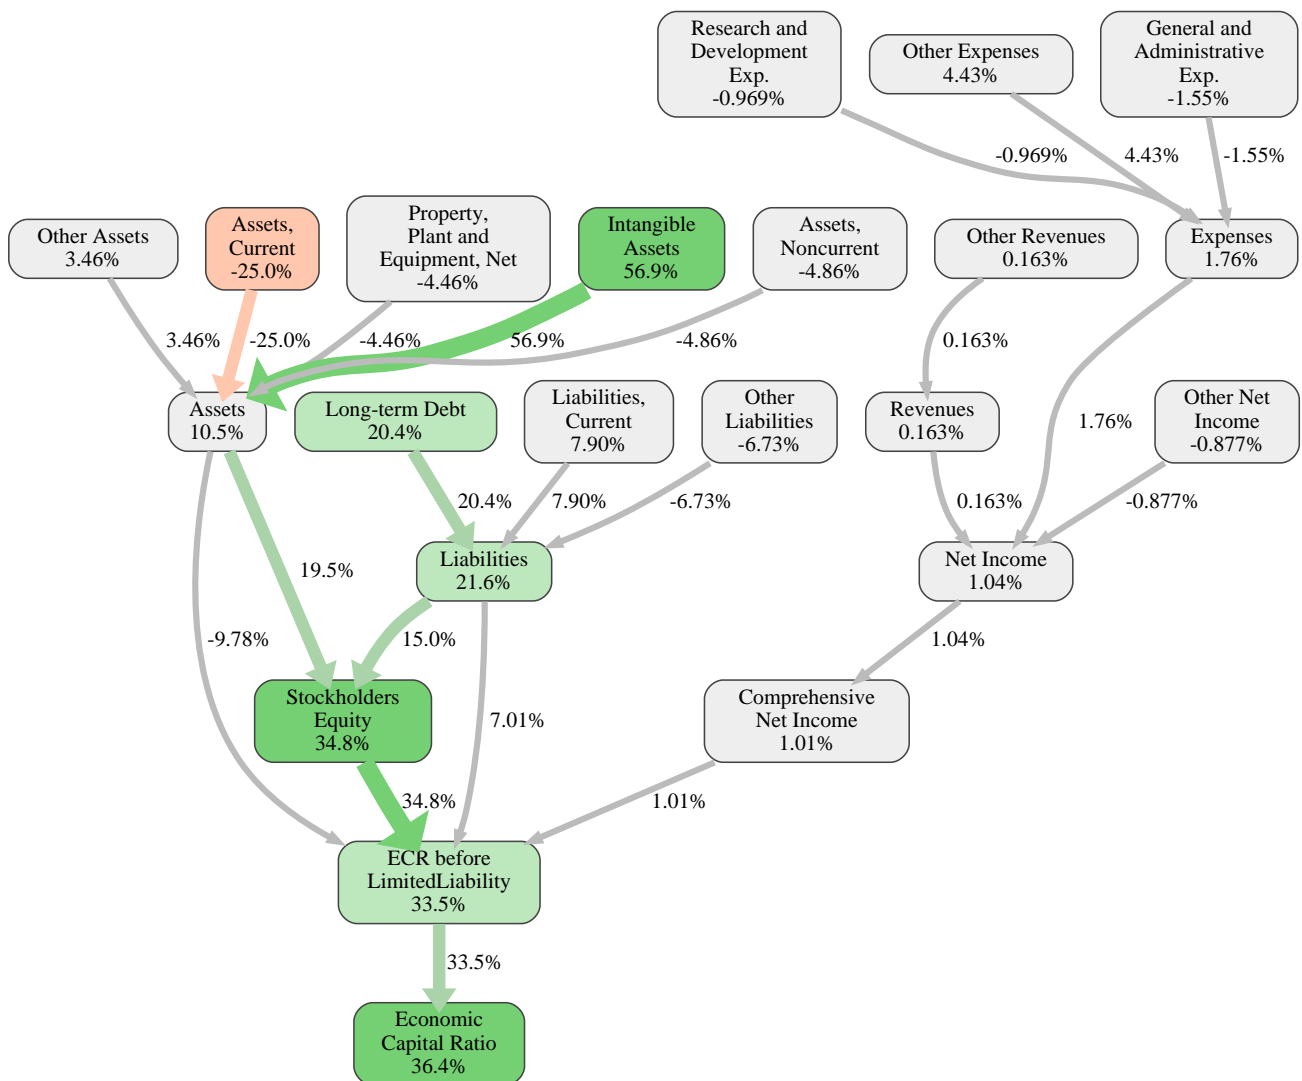 Research and
Development
Exp.
-0.969%
Other Expenses
4.43%
General and
Administrative
Exp.
-1.55%
-0.969%
4.43%
-1.55%
Other Assets
3.46%
Assets,
Current
-25.0%
Property,
Plant and
Equipment, Net
-4.46%
Intangible
Assets
56.9%
Assets,
Noncurrent
-4.86%
Other Revenues
0.163%
Expenses
1.76%
3.46%
-25.0%
-4.46%
56.9%
-4.86%
0.163%
Assets
10.5%
Long-term Debt
20.4%
Liabilities,
Current
7.90%
Other
Liabilities
-6.73%
Revenues
0.163%
1.76%
Other Net
Income
-0.877%
20.4%
7.90%
-6.73%
0.163%
-0.877%
19.5%
Liabilities
21.6%
Net Income
1.04%
-9.78%
15.0%
1.04%
Stockholders
Equity
34.8%
7.01%
Comprehensive
Net Income
1.01%
34.8%
1.01%
ECR before
LimitedLiability
33.5%
33.5%
Economic
Capital Ratio
36.4%